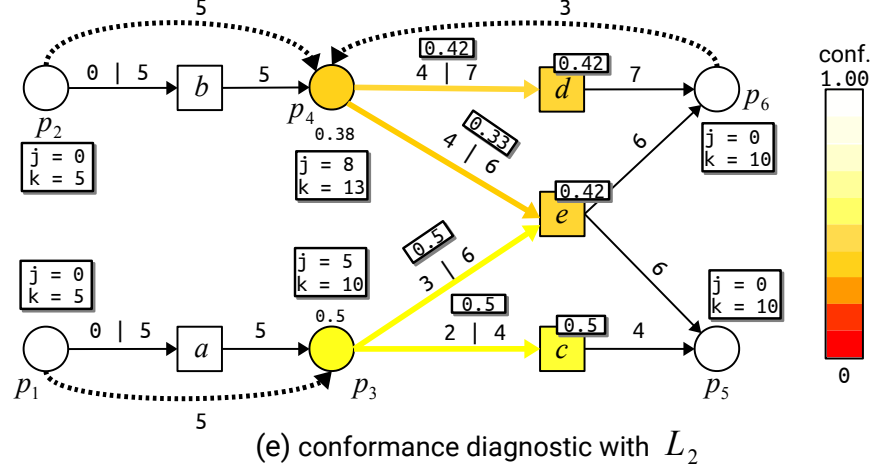 5
3
0.42
0 | 5
b
5
4 | 7
0.42
d
7
conf.
1.00
p2
p4
p6
0.38
0.33
4 | 6
6
j = 0
k = 5
j = 8
k = 13
j = 0
k = 10
0.42
e
0.5
3 | 6
6
j = 0
k = 5
j = 5
k = 10
j = 0
k = 10
0.5
0.5
0 | 5
a
5
2 | 4
0.5
c
4
p1
p3
p5
0
5
(e) conformance diagnostic with L2